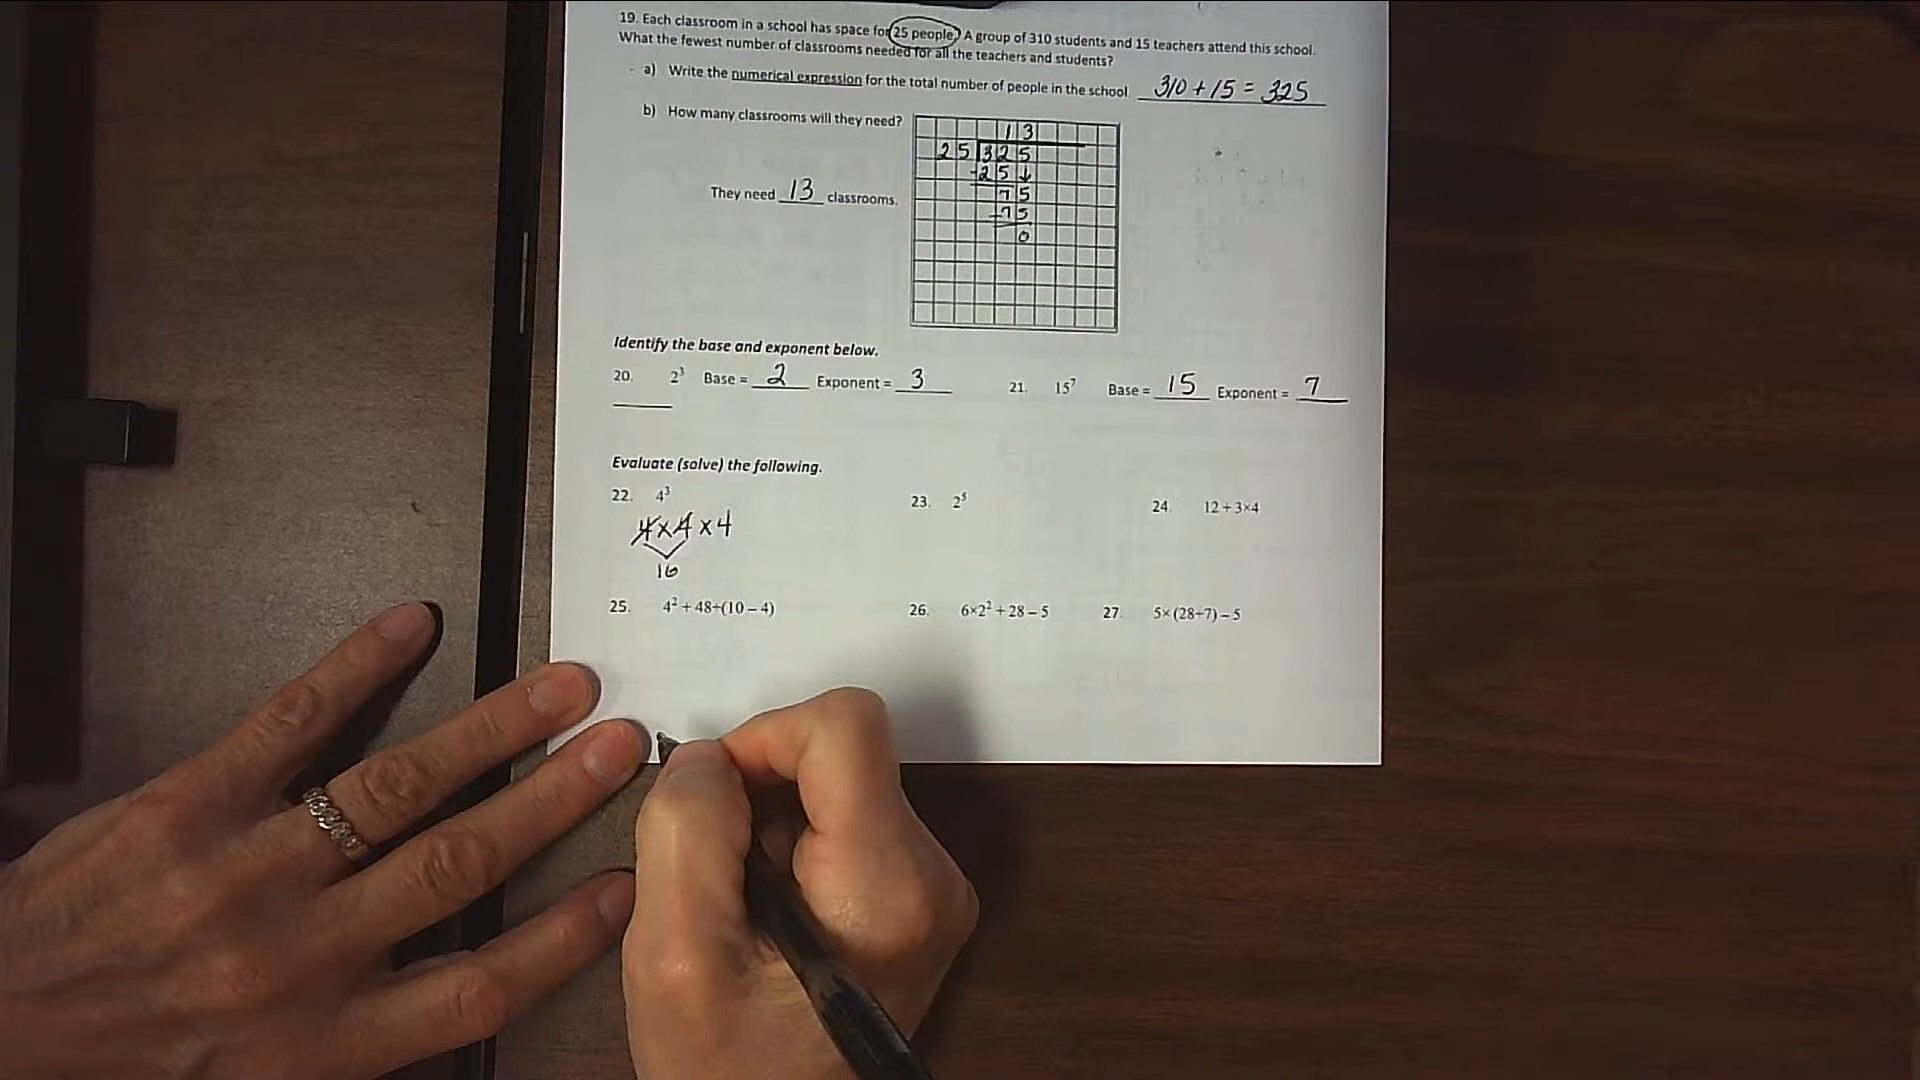 19. Each classroom in a school has space for 25 people. A group of 310 students and 15 teachers attend this school.
What the fewest number of classrooms needed for all the teachers and students?
a) Write the numerical expression for the total number of people in the school. 310 + 15 = 325
b) How many classrooms will they need?
13
25 325
-25↓
75
-75
0
They need 13 classrooms.
Identify the base and exponent below.
20. 2³ Base = 2 Exponent = 3 21. 15⁷ Base = 15 Exponent = 7
Evaluate (solve) the following.
22. 4³ 23. 2⁵ 24. 12 + 3×4
4×4×4
16
25. 4² + 48÷(10 – 4) 26. 6×2² + 28 – 5 27. 5×(28÷7) – 5